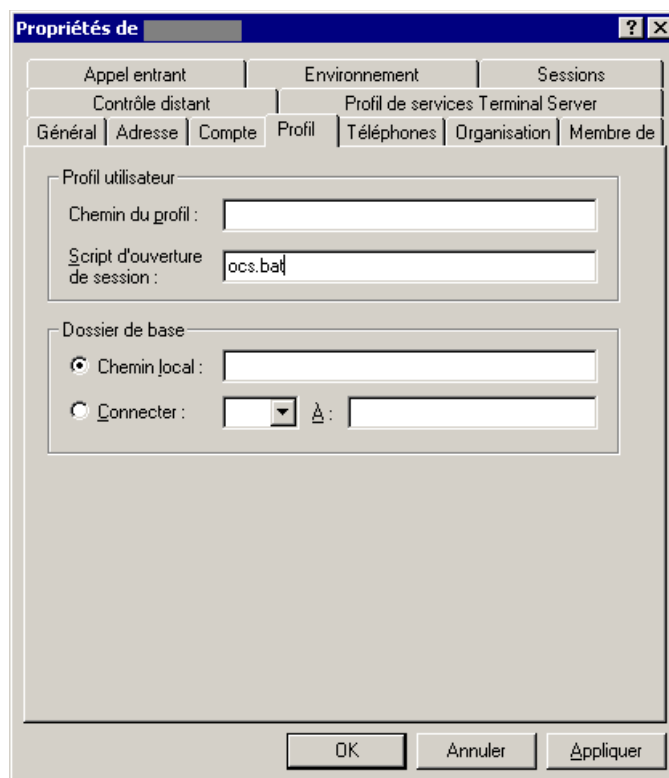 Propriétés de
Appel entrant Environnement Sessions
Contrôle distant Profil de services Terminal Server
Général Adresse Compte Profil Téléphones Organisation Membre de
Profil utilisateur
Chemin du profil :
Script d'ouverture
de session :
ocs.bat
Dossier de base
Chemin local :
Connecter : À :
OK Annuler Appliquer